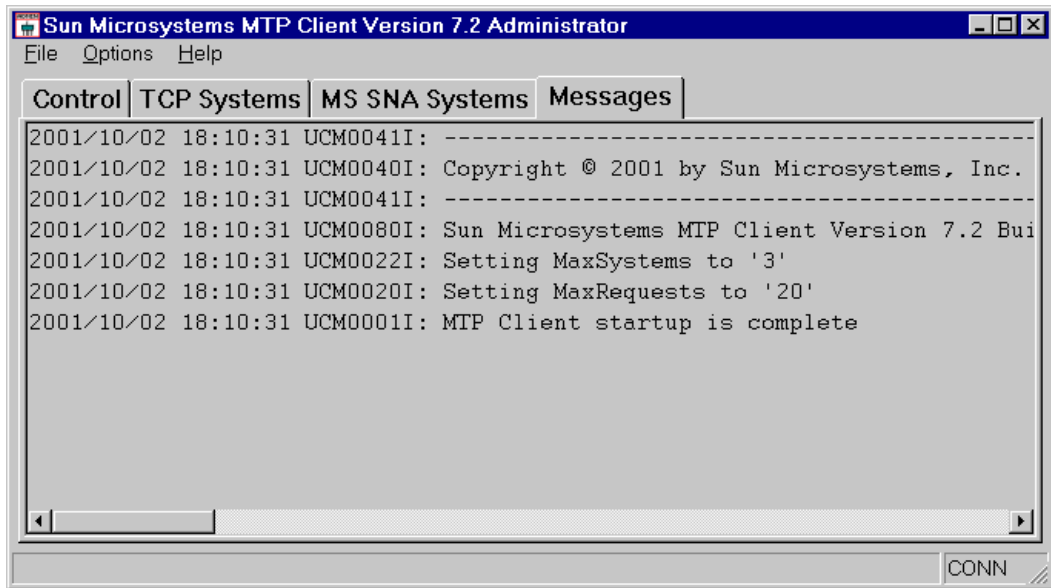 Sun Microsystems MTP Client Version 7.2 Administrator
File Options Help
Control TCP Systems MS SNA Systems Messages
2001/10/02 18:10:31 UCM0041I: --------------------------------------------
2001/10/02 18:10:31 UCM0040I: Copyright © 2001 by Sun Microsystems, Inc.
2001/10/02 18:10:31 UCM0041I: --------------------------------------------
2001/10/02 18:10:31 UCM0080I: Sun Microsystems MTP Client Version 7.2 Bui
2001/10/02 18:10:31 UCM0022I: Setting MaxSystems to '3'
2001/10/02 18:10:31 UCM0020I: Setting MaxRequests to '20'
2001/10/02 18:10:31 UCM0001I: MTP Client startup is complete
CONN